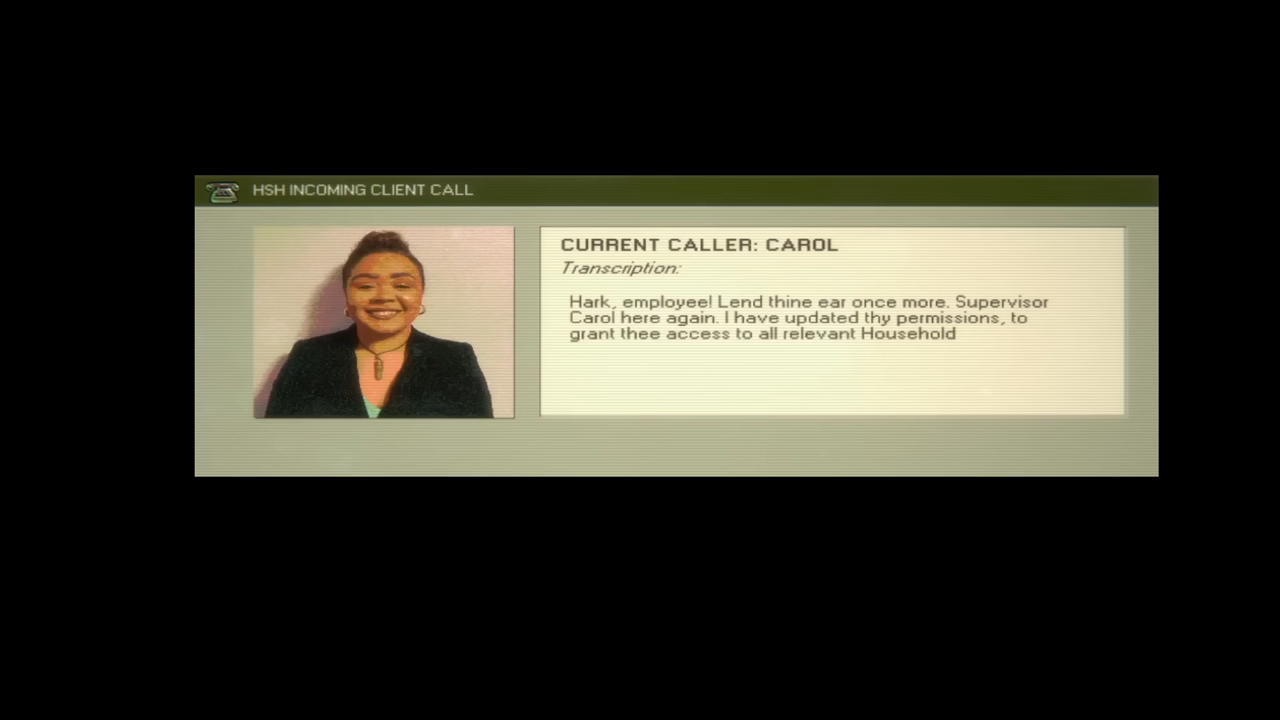 HSH INCOMING CLIENT CALL
CURRENT CALLER: CAROL
Transcription:
Hark, employee! Lend thine ear once more. Supervisor
Carol here again. I have updated thy permissions, to
grant thee access to all relevant Household